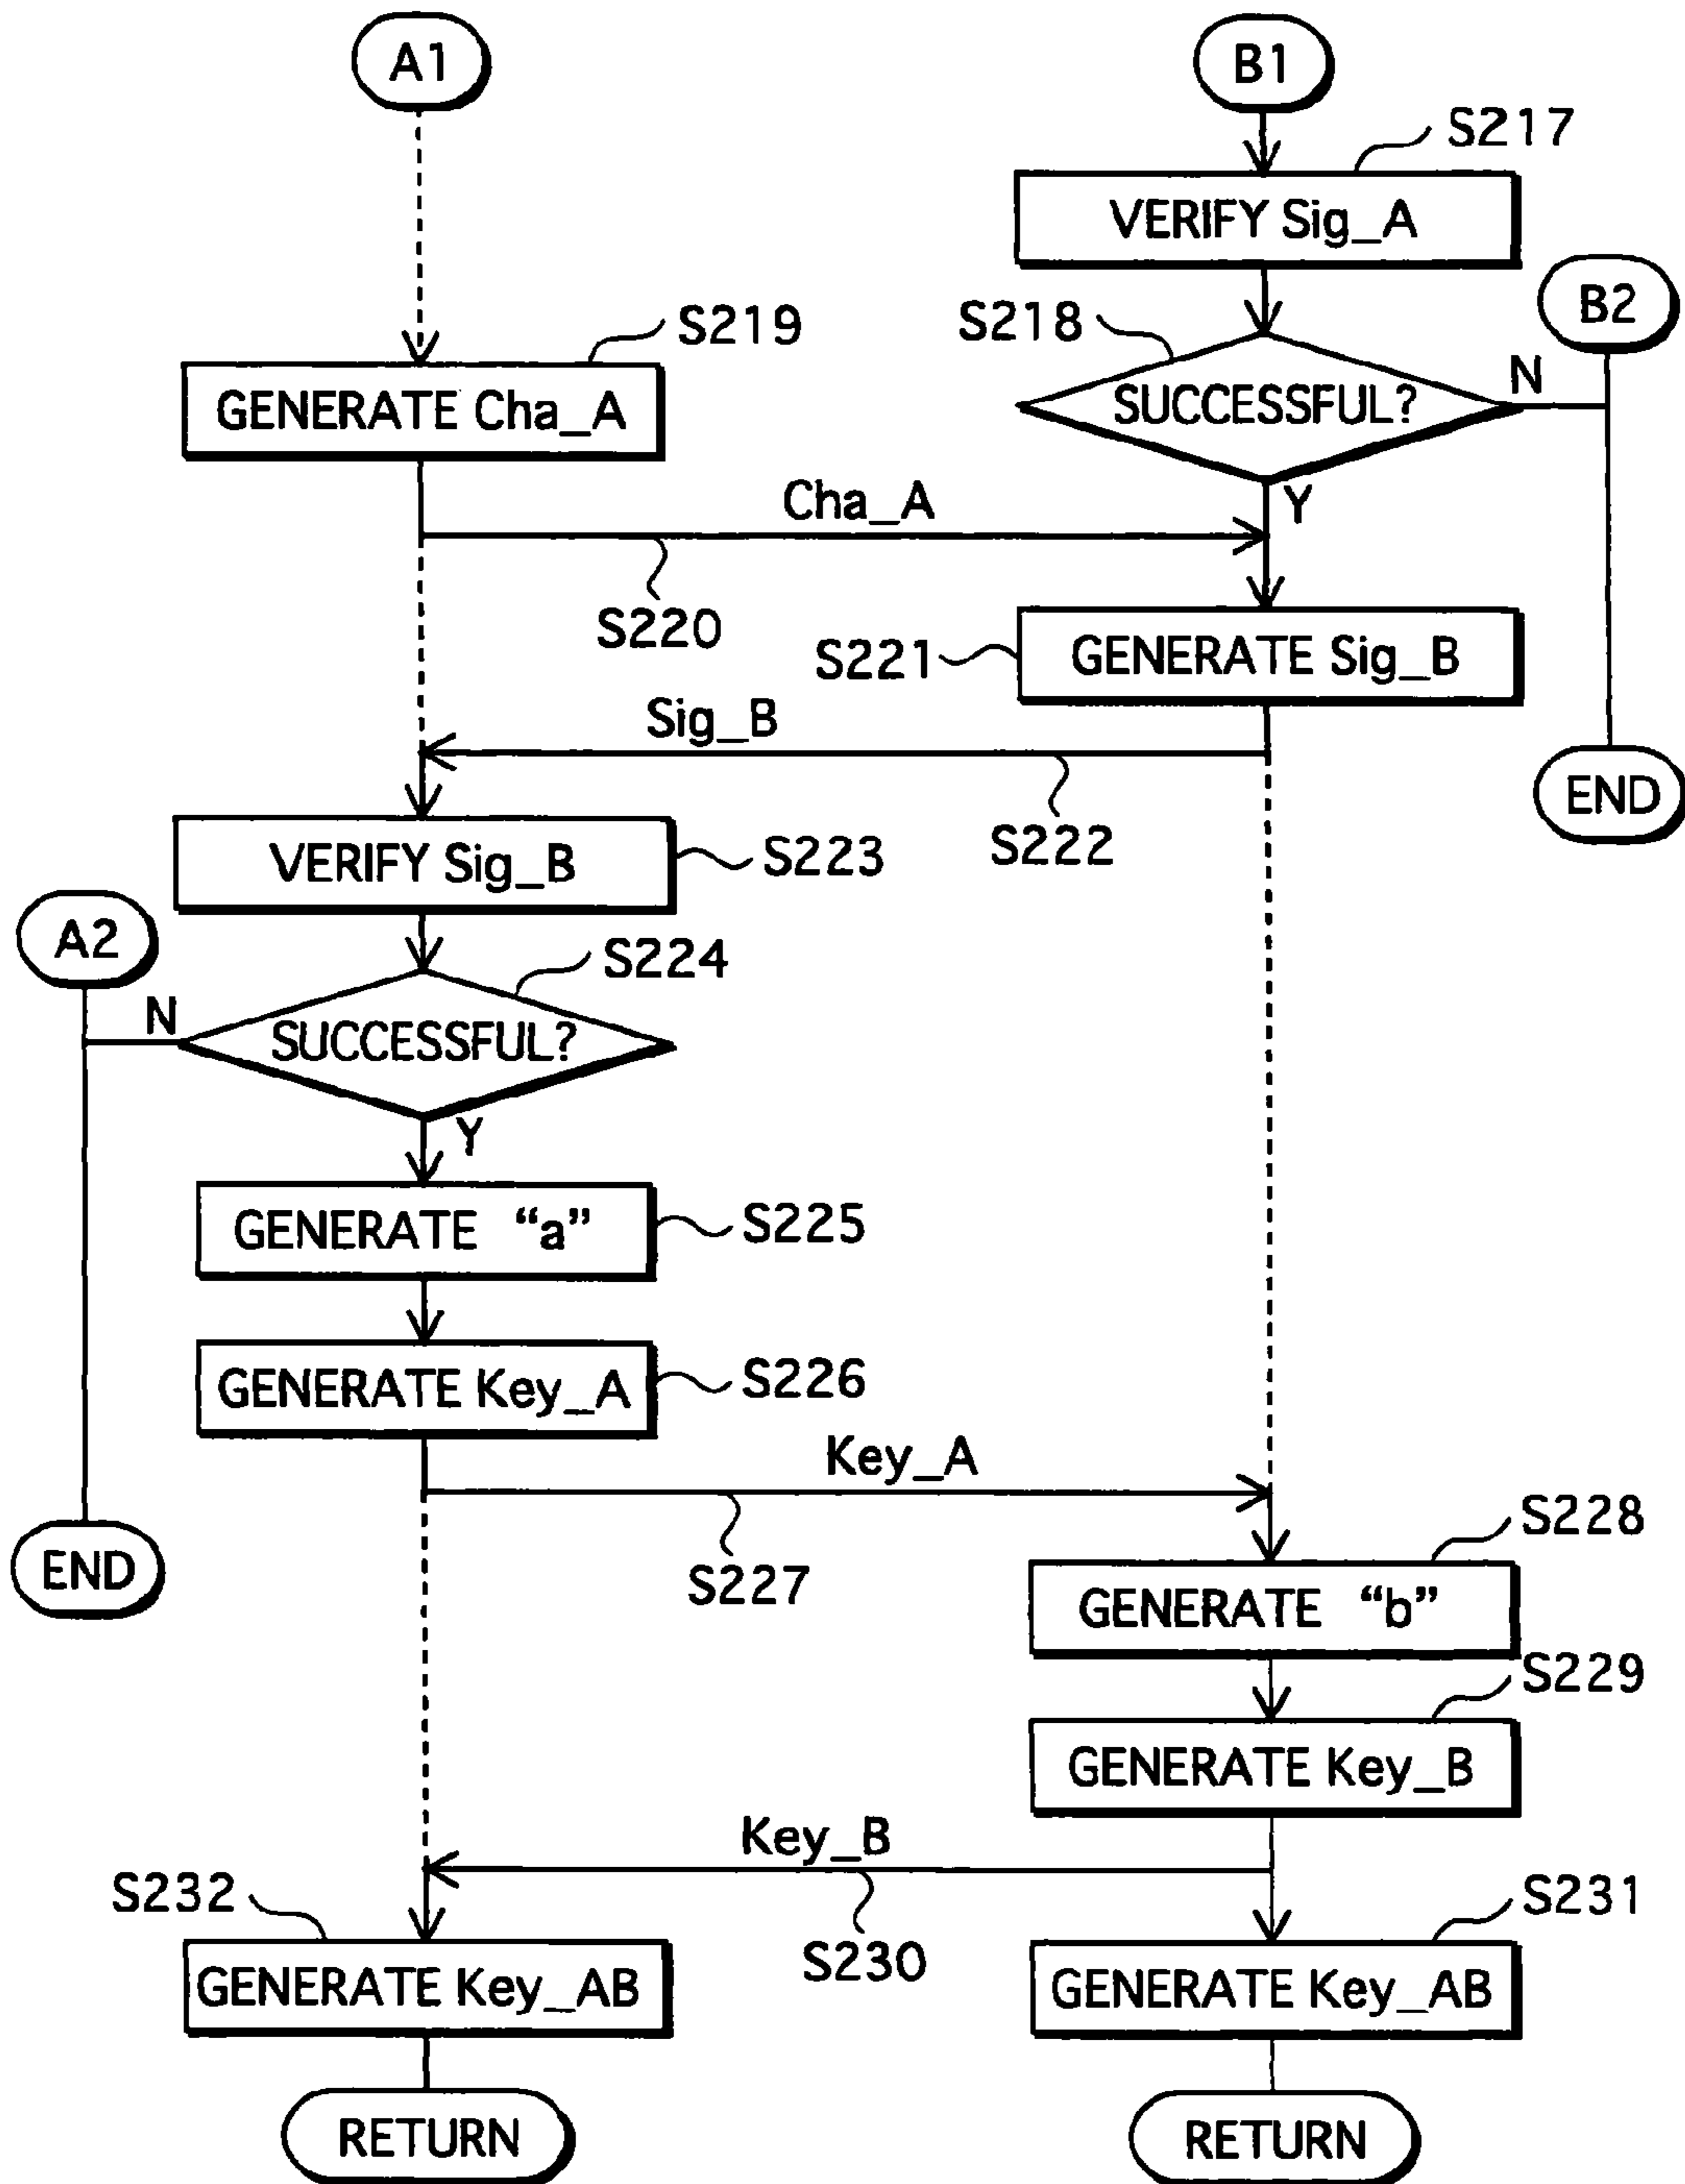 A1
B1
S217
VERIFY Sig_A
B2
S219
S218
GENERATE Cha_A
SUCCESSFUL?
N
Cha_A
Y
S220
S221
GENERATE Sig_B
Sig_B
END
S222
VERIFY Sig_B
S223
A2
S224
N
SUCCESSFUL?
Y
GENERATE “a”
S225
GENERATE Key_A
S226
Key_A
S228
END
S227
GENERATE “b”
S229
GENERATE Key_B
Key_B
S232
S231
S230
GENERATE Key_AB
GENERATE Key_AB
RETURN
RETURN